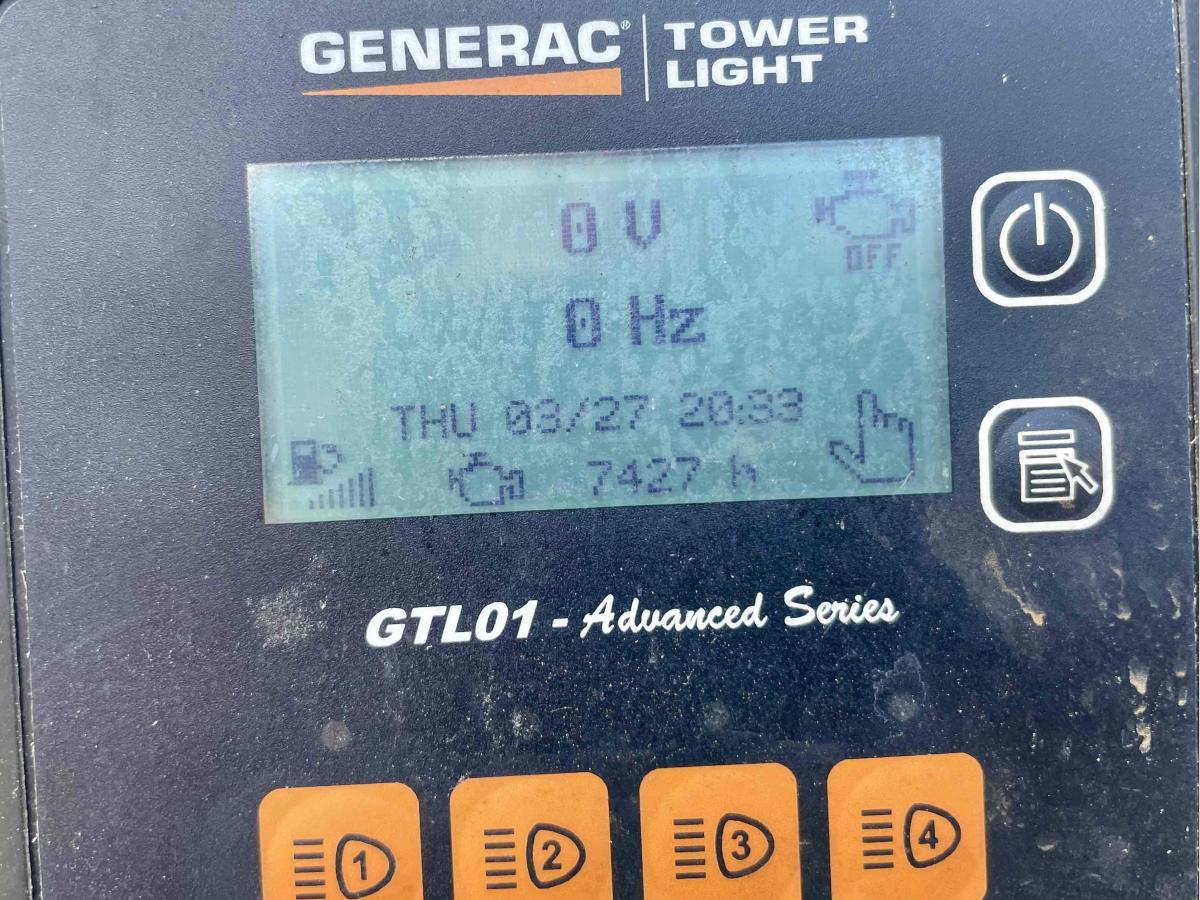 GENERAC®
TOWER
LIGHT
0 V
OFF
0 Hz
THU 03/27 20:33
7427 h
GTL01 - Advanced Series
1
2
3
4